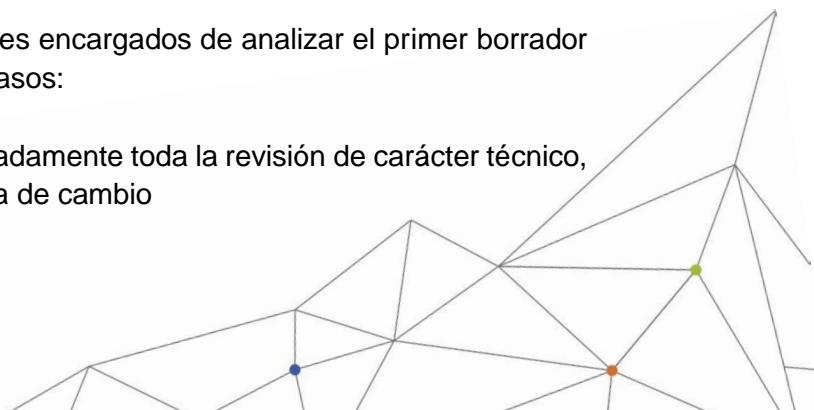 es encargados de analizar el primer borrador
asos:
adamente toda la revisión de carácter técnico,
a de cambio